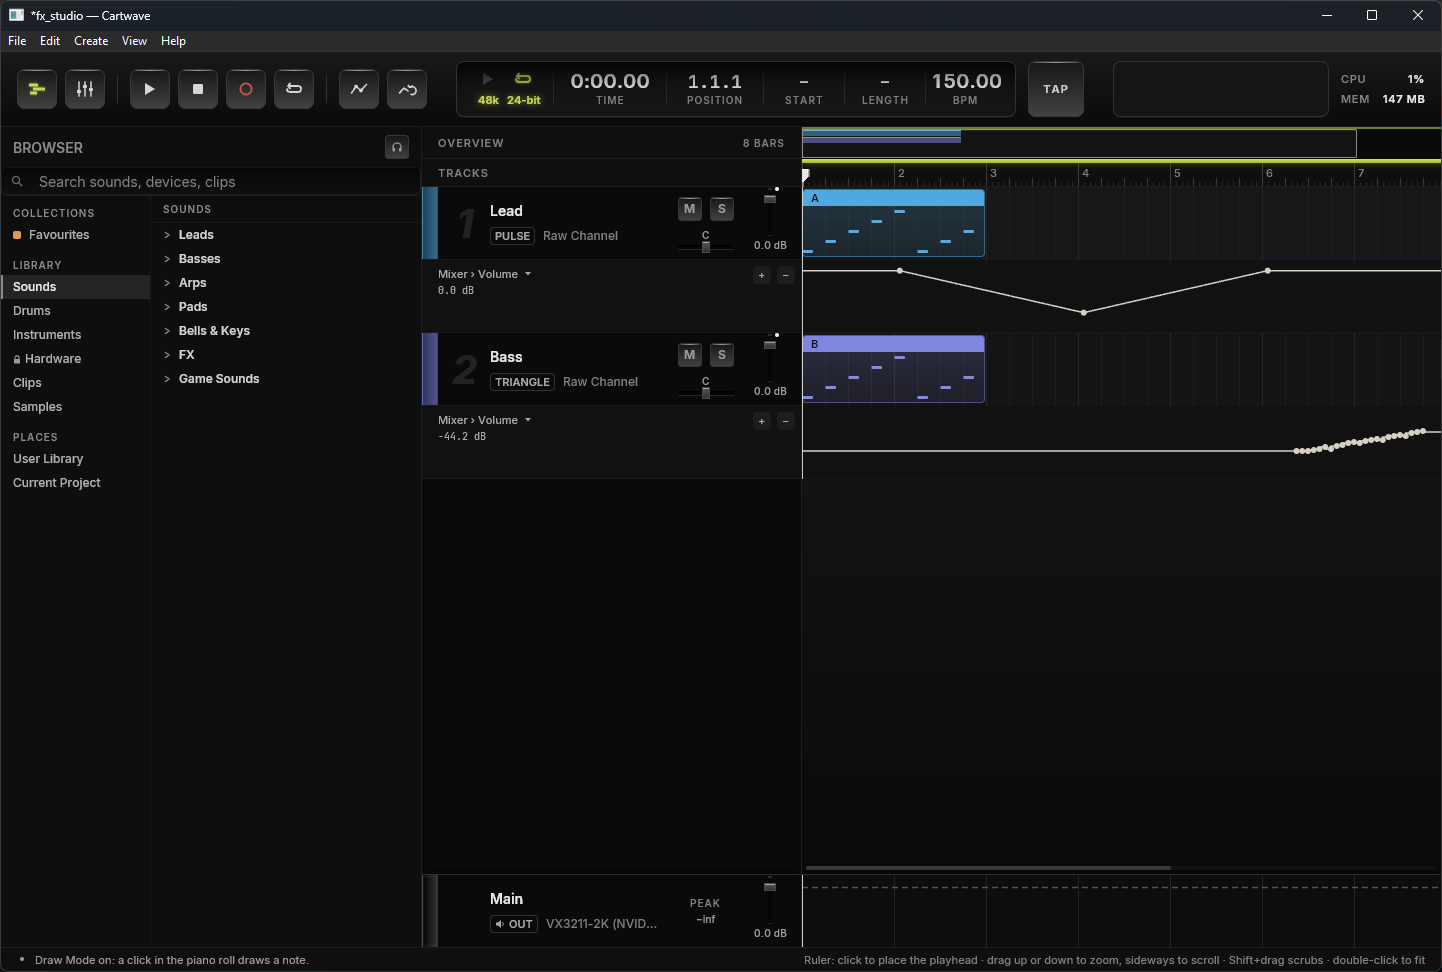 *fx_studio — Cartwave
File Edit Create View Help
48k 24-bit
0:00.00
TIME
1.1.1
POSITION
–
START
–
LENGTH
150.00
BPM
TAP
CPU 1%
MEM 147 MB
BROWSER
Search sounds, devices, clips
COLLECTIONS
Favourites
LIBRARY
Sounds
Drums
Instruments
Hardware
Clips
Samples
PLACES
User Library
Current Project
SOUNDS
> Leads
> Basses
> Arps
> Pads
> Bells & Keys
> FX
> Game Sounds
OVERVIEW 8 BARS
TRACKS
2 3 4 5 6 7
1 Lead M S
PULSE Raw Channel C 0.0 dB
A
Mixer › Volume + −
0.0 dB
2 Bass M S
TRIANGLE Raw Channel C 0.0 dB
B
Mixer › Volume + −
-44.2 dB
Main PEAK
OUT VX3211-2K (NVID... −inf
0.0 dB
Draw Mode on: a click in the piano roll draws a note.
Ruler: click to place the playhead · drag up or down to zoom, sideways to scroll · Shift+drag scrubs · double-click to fit